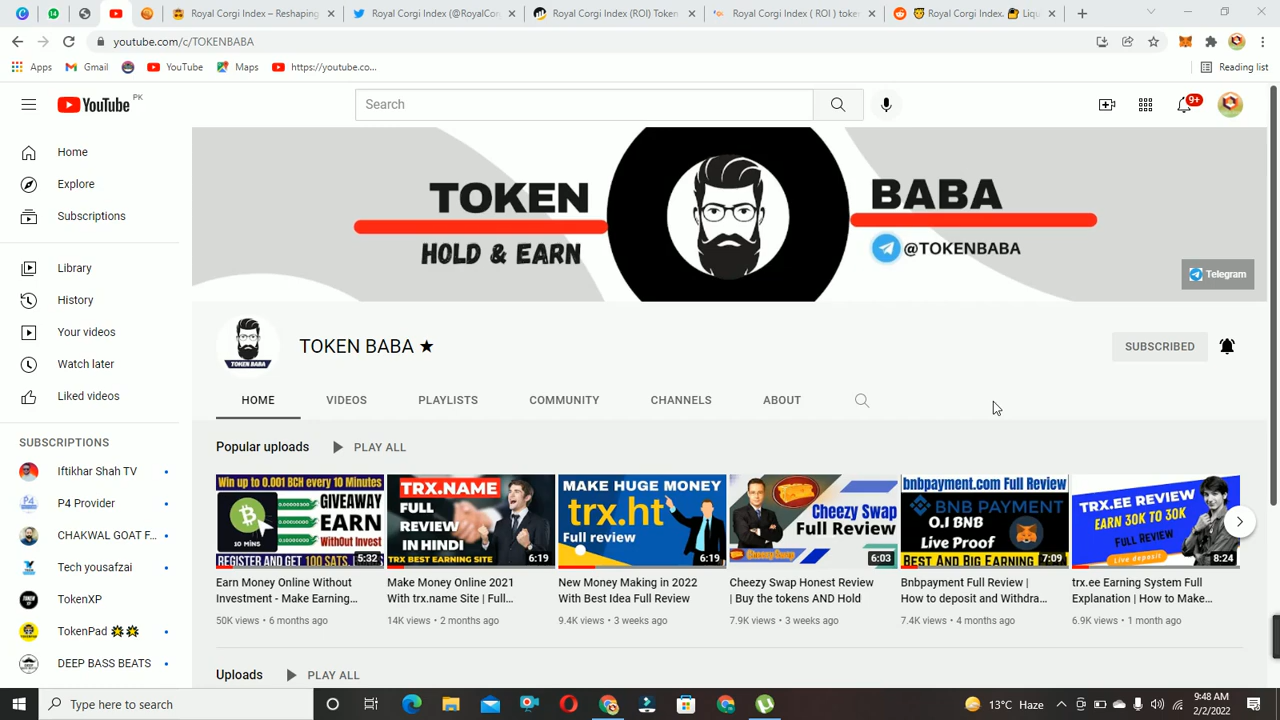 Royal Corgi Index – Reshaping
Royal Corgi Index (@RoyalCor
Royal Corgi Index (ROI) Token
Royal Corgi Index (ROI ) token
Royal Corgi Index. 🔐 Liqu
youtube.com/c/TOKENBABA
Apps
Gmail
YouTube
Maps
https://youtube.co...
Reading list
YouTube PK
Search
9+
Home
Explore
Subscriptions
Library
History
Your videos
Watch later
Liked videos
SUBSCRIPTIONS
Iftikhar Shah TV
P4 Provider
CHAKWAL GOAT F...
Tech yousafzai
TokenXP
TokenPad 💥💥
DEEP BASS BEATS
TOKEN
HOLD & EARN
BABA
@TOKENBABA
Telegram
TOKEN BABA
TOKEN BABA ★
SUBSCRIBED
HOME
VIDEOS
PLAYLISTS
COMMUNITY
CHANNELS
ABOUT
Popular uploads
PLAY ALL
Win up to 0.001 BCH every 10 Minutes
GIVEAWAY
EARN
WithOut Invest
10 MINS
REGISTER AND GET 100 SATS
5:32
Earn Money Online Without
Investment - Make Earning...
50K views • 6 months ago
TRX.NAME
FULL
REVIEW
IN HINDI
TRX BEST EARNING SITE
6:19
Make Money Online 2021
With trx.name Site | Full...
14K views • 2 months ago
MAKE HUGE MONEY
trx.ht
Full review
6:19
New Money Making in 2022
With Best Idea Full Review
9.4K views • 3 weeks ago
Cheezy Swap
Full Review
CheezySwap
6:03
Cheezy Swap Honest Review
| Buy the tokens AND Hold
7.9K views • 3 weeks ago
bnbpayment.com Full Review
BNB PAYMENT
0.1 BNB
Live Proof
BEST And BIG EARNING
7:09
Bnbpayment Full Review |
How to deposit and Withdra...
7.4K views • 4 months ago
TRX.EE REVIEW
EARN 30K TO 30K
FULL REVIEW
Live deposit
8:24
trx.ee Earning System Full
Explanation | How to Make...
6.9K views • 1 month ago
Uploads
PLAY ALL
Type here to search
13°C Haze
9:48 AM
2/2/2022